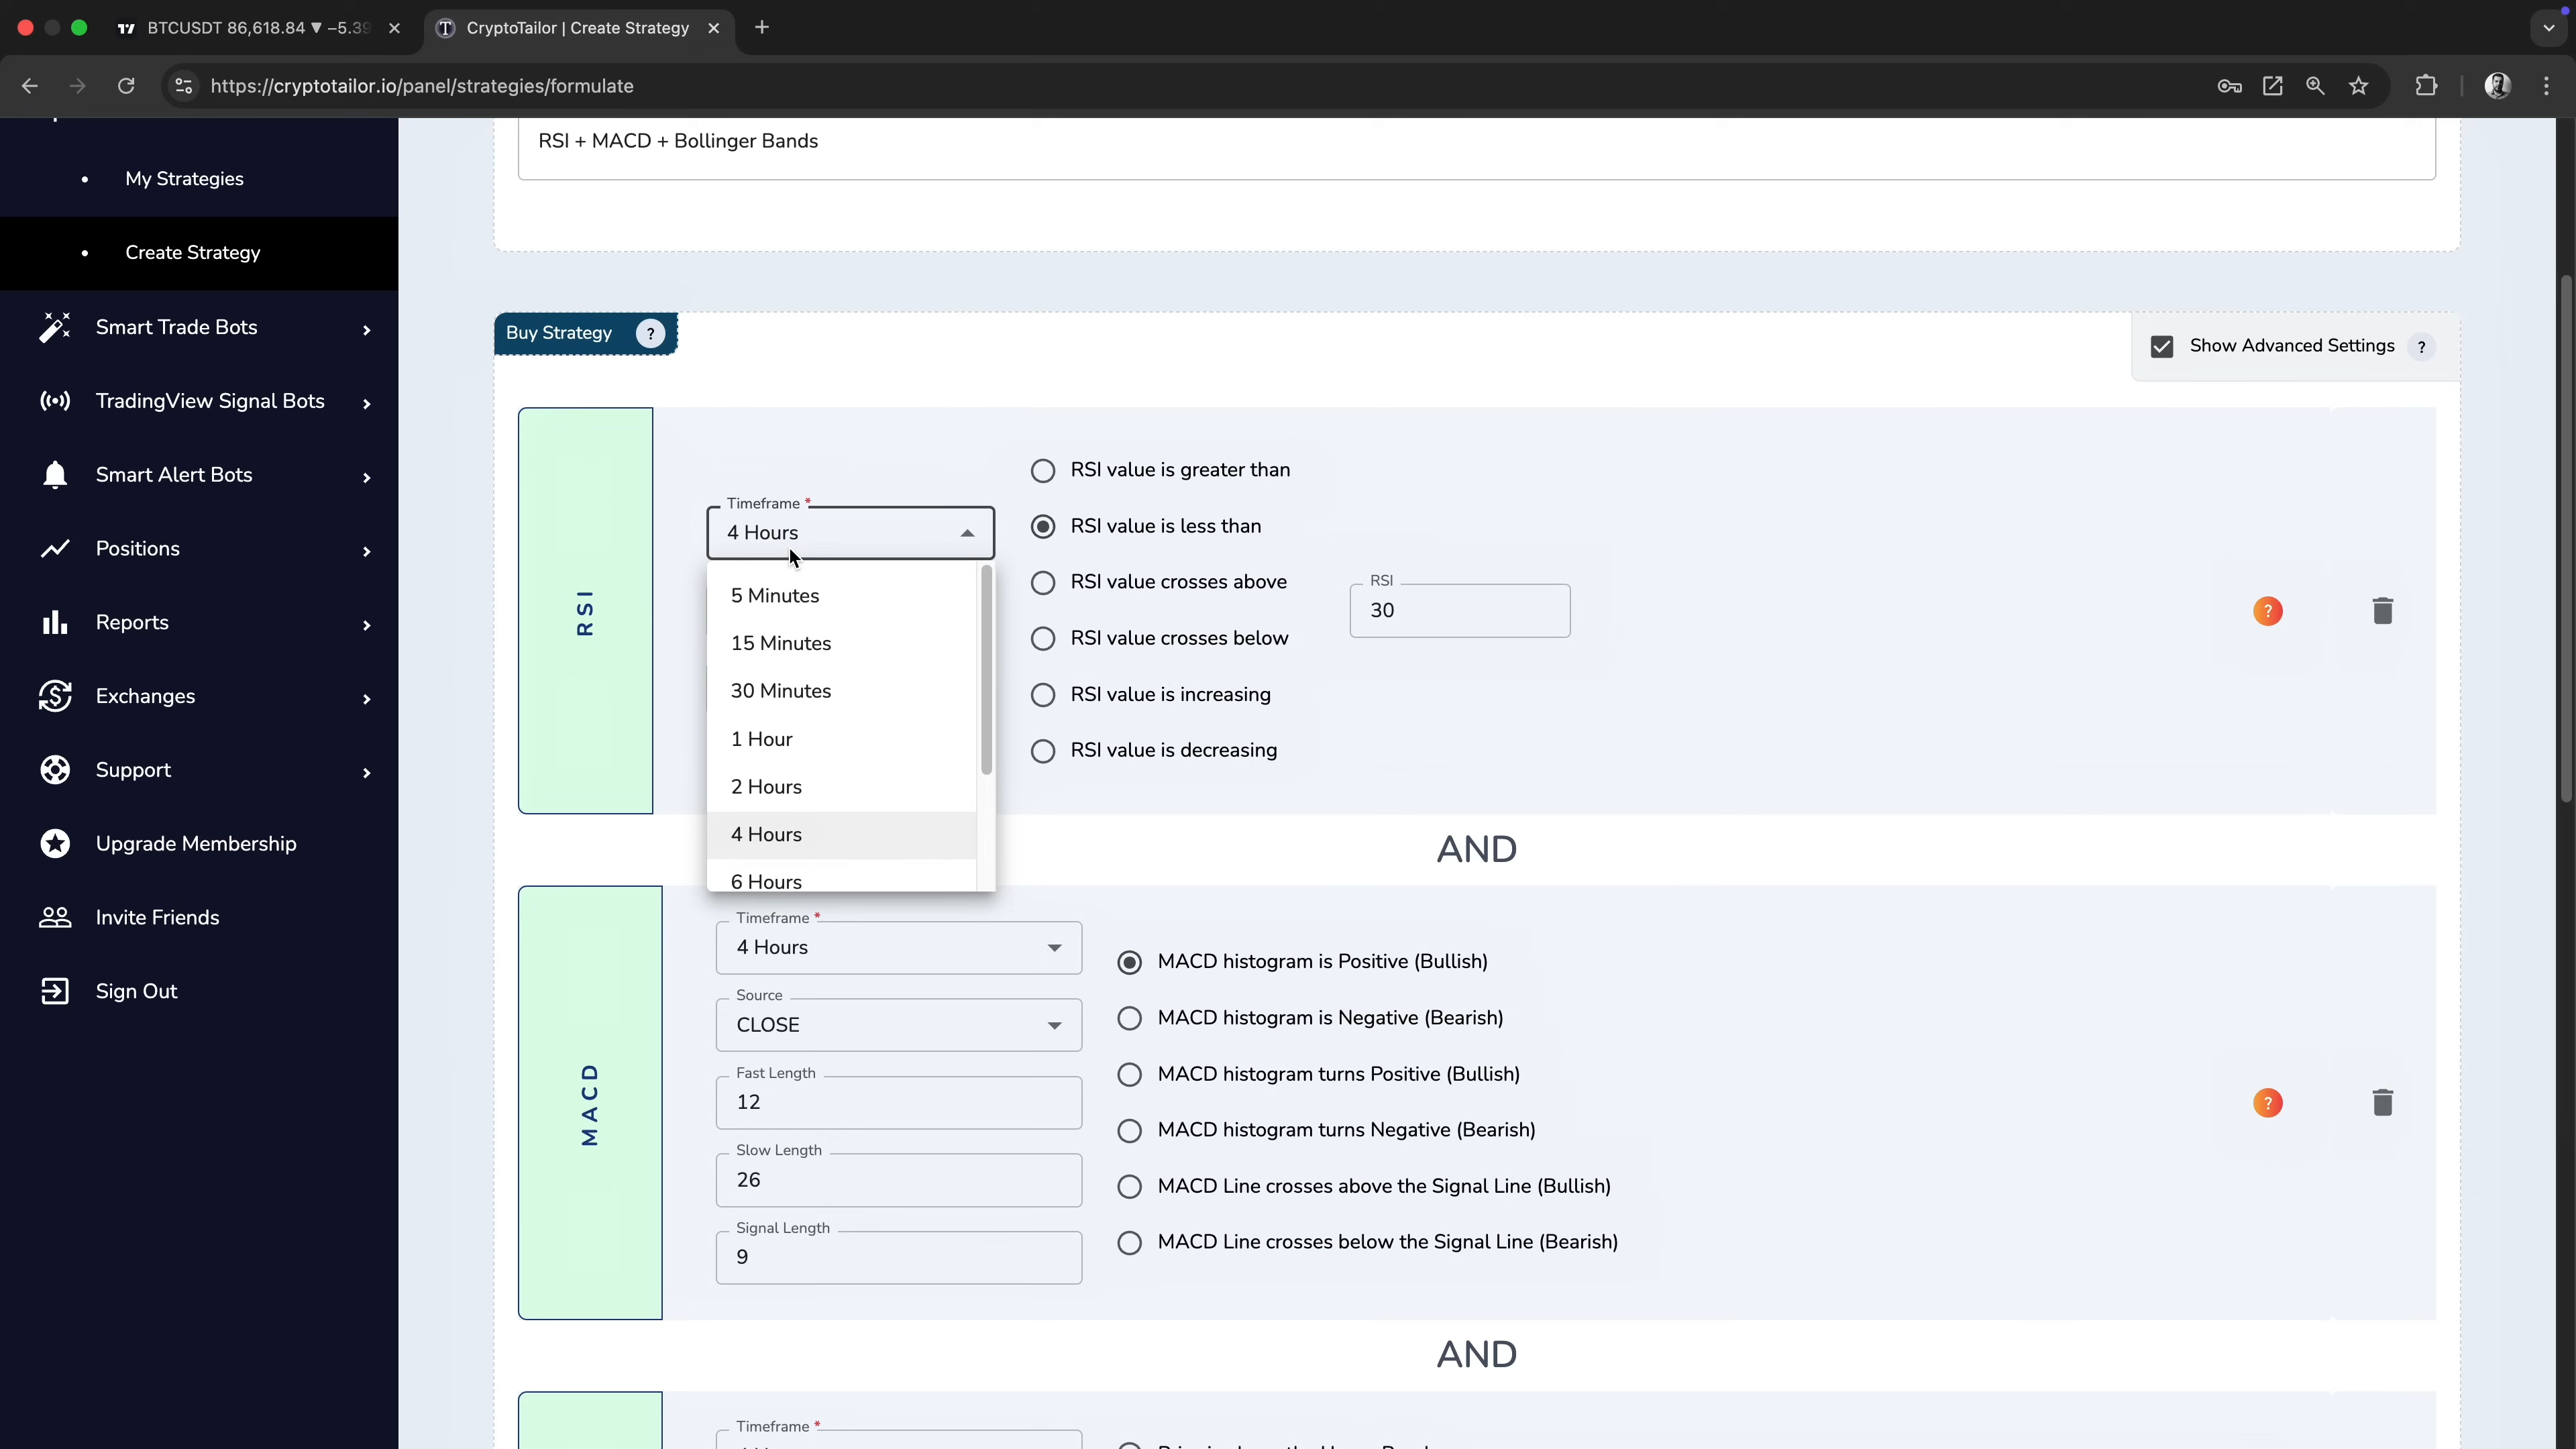 BTCUSDT 86,618.84 ▼ −5.39
CryptoTailor | Create Strategy
https://cryptotailor.io/panel/strategies/formulate
My Strategies
Create Strategy
Smart Trade Bots
TradingView Signal Bots
Smart Alert Bots
Positions
Reports
Exchanges
Support
Upgrade Membership
Invite Friends
Sign Out
RSI + MACD + Bollinger Bands
Buy Strategy ?
Show Advanced Settings ?
RSI
Timeframe *
4 Hours
5 Minutes
15 Minutes
30 Minutes
1 Hour
2 Hours
4 Hours
6 Hours
RSI value is greater than
RSI value is less than
RSI value crosses above
RSI value crosses below
RSI value is increasing
RSI value is decreasing
RSI
30
?
AND
MACD
Timeframe *
4 Hours
Source
CLOSE
Fast Length
12
Slow Length
26
Signal Length
9
MACD histogram is Positive (Bullish)
MACD histogram is Negative (Bearish)
MACD histogram turns Positive (Bullish)
MACD histogram turns Negative (Bearish)
MACD Line crosses above the Signal Line (Bullish)
MACD Line crosses below the Signal Line (Bearish)
?
AND
Timeframe *